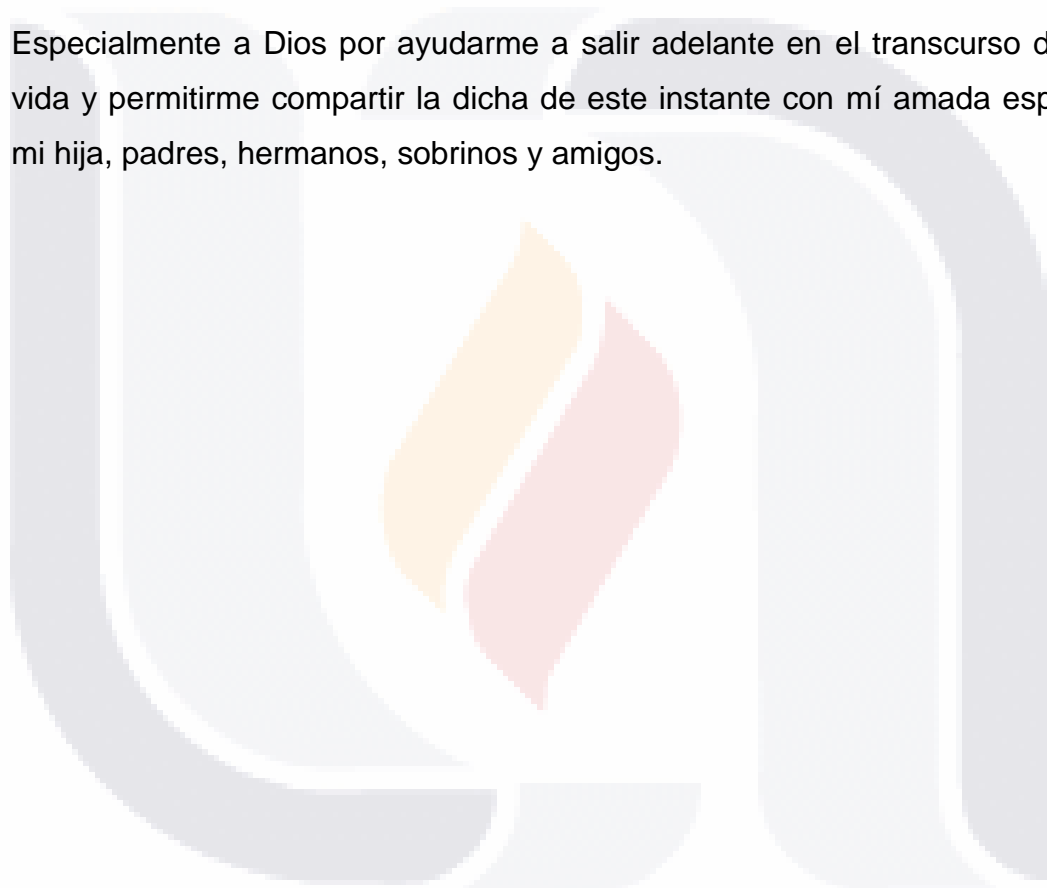 Especialmente a Dios por ayudarme a salir adelante en el transcurso d
vida y permitirme compartir la dicha de este instante con mí amada esp
mi hija, padres, hermanos, sobrinos y amigos.